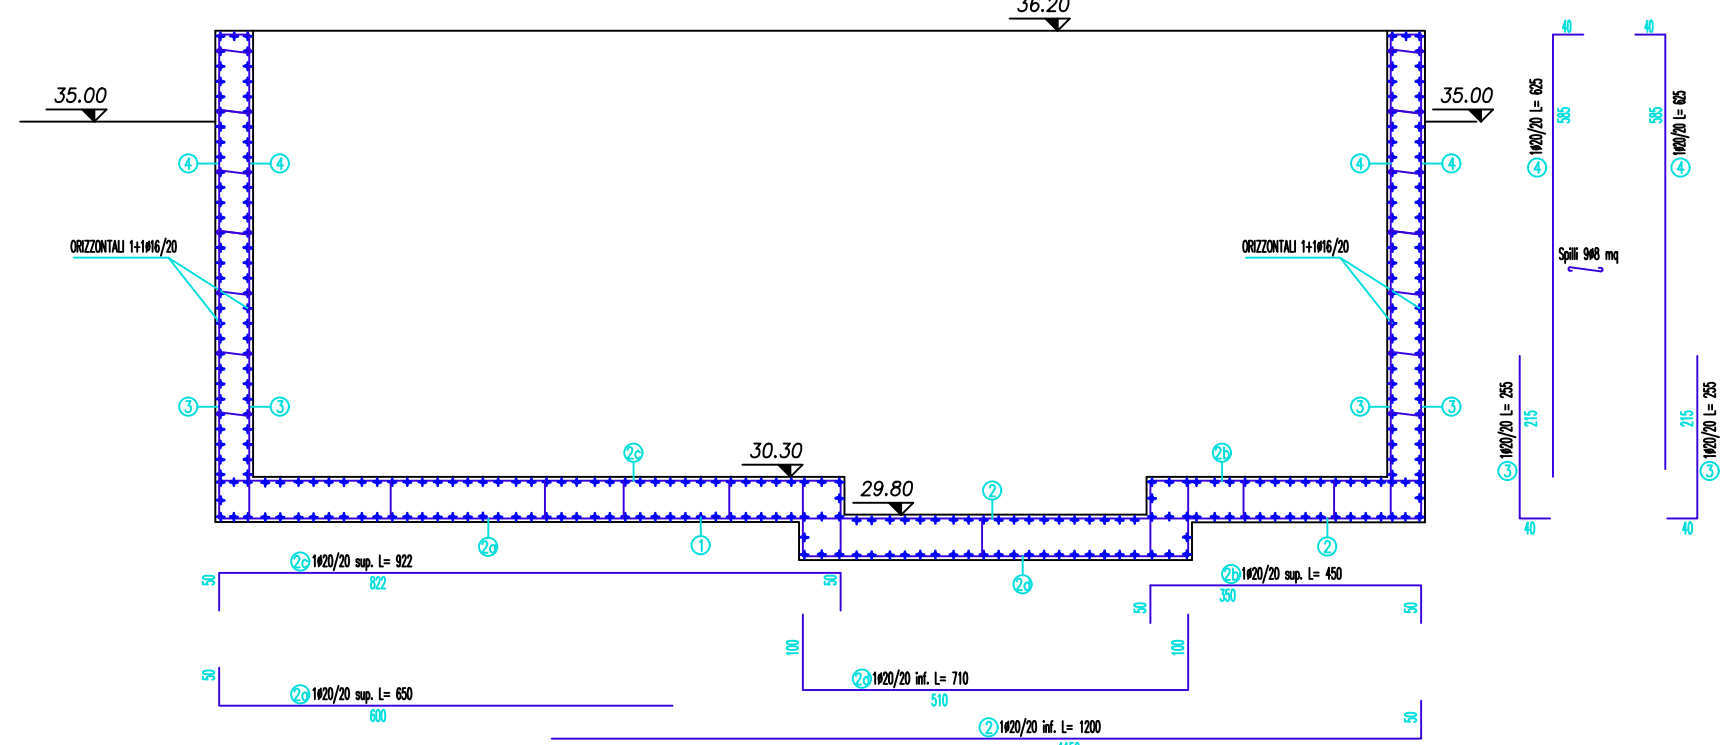 36.20
35.00
35.00
4
4
4
4
ORIZZONTALI 1+1ø16/20
ORIZZONTALI 1+1ø16/20
3
3
3
3
30.30
29.80
2c
2
2b
2a
1
2d
2
40
40
1ø20/20 L= 625
585
4
585
1ø20/20 L= 625
4
Spilli 9ø8 mq
1ø20/20 L= 255
215
3
215
1ø20/20 L= 255
3
40
40
2c 1ø20/20 sup. L= 922
50
822
50
2b 1ø20/20 sup. L= 450
50
350
50
100
100
2d 1ø20/20 inf. L= 710
510
50
2a 1ø20/20 sup. L= 650
600
2 1ø20/20 inf. L= 1200
50